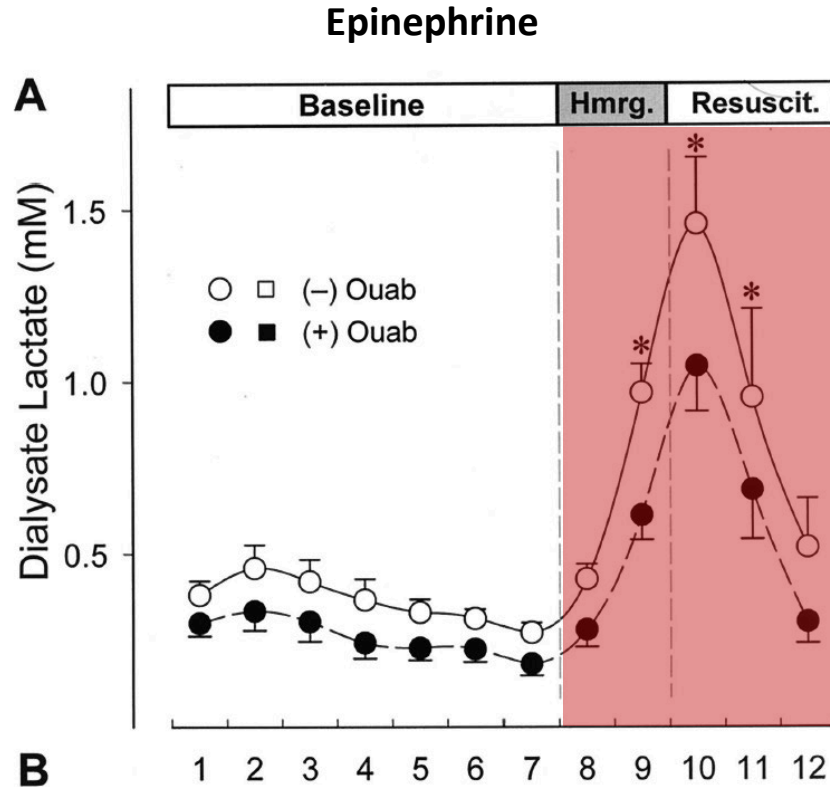 Epinephrine
A
Baseline Hmrg. Resuscit.
Dialysate Lactate (mM)
1.5
1.0
0.5
(–) Ouab
(+) Ouab
*
*
*
1 2 3 4 5 6 7 8 9 10 11 12
B